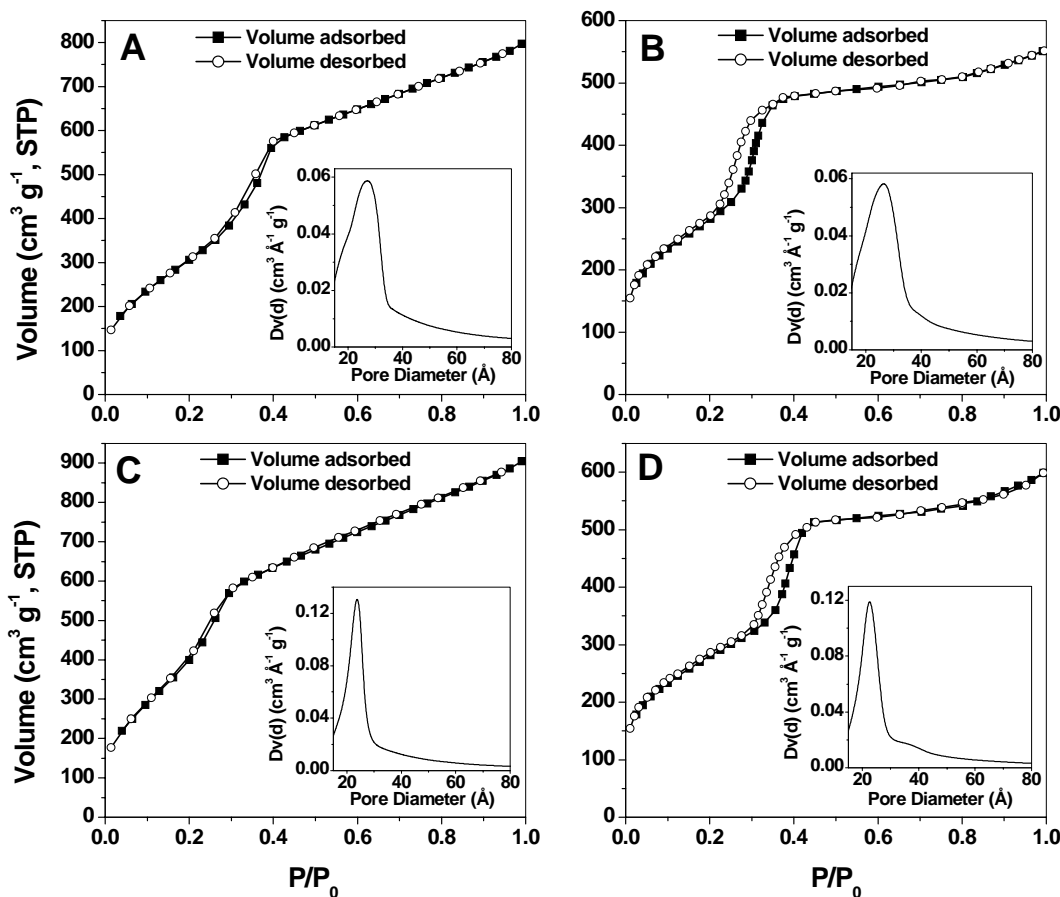 A
Volume adsorbed
Volume desorbed
Volume (cm³ g⁻¹, STP)
800
700
600
500
400
300
200
100
0
0.0 0.2 0.4 0.6 0.8 1.0
Dv(d) (cm³ Å⁻¹ g⁻¹)
0.06
0.04
0.02
0.00
20 40 60 80
Pore Diameter (Å)
B
Volume adsorbed
Volume desorbed
600
500
400
300
200
100
0
0.0 0.2 0.4 0.6 0.8 1.0
Dv(d) (cm³ Å⁻¹ g⁻¹)
0.06
0.04
0.02
0.00
20 40 60 80
Pore Diameter (Å)
C
Volume adsorbed
Volume desorbed
Volume (cm³ g⁻¹, STP)
900
800
700
600
500
400
300
200
100
0
0.0 0.2 0.4 0.6 0.8 1.0
P/P₀
Dv(d) (cm³ Å⁻¹ g⁻¹)
0.12
0.08
0.04
0.00
20 40 60 80
Pore Diameter (Å)
D
Volume adsorbed
Volume desorbed
600
500
400
300
200
100
0
0.0 0.2 0.4 0.6 0.8 1.0
P/P₀
Dv(d) (cm³ Å⁻¹ g⁻¹)
0.12
0.08
0.04
0.00
20 40 60 80
Pore Diameter (Å)